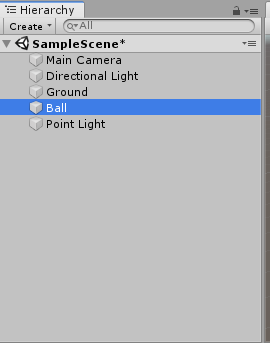 Hierarchy
Create All
SampleScene*
Main Camera
Directional Light
Ground
Ball
Point Light